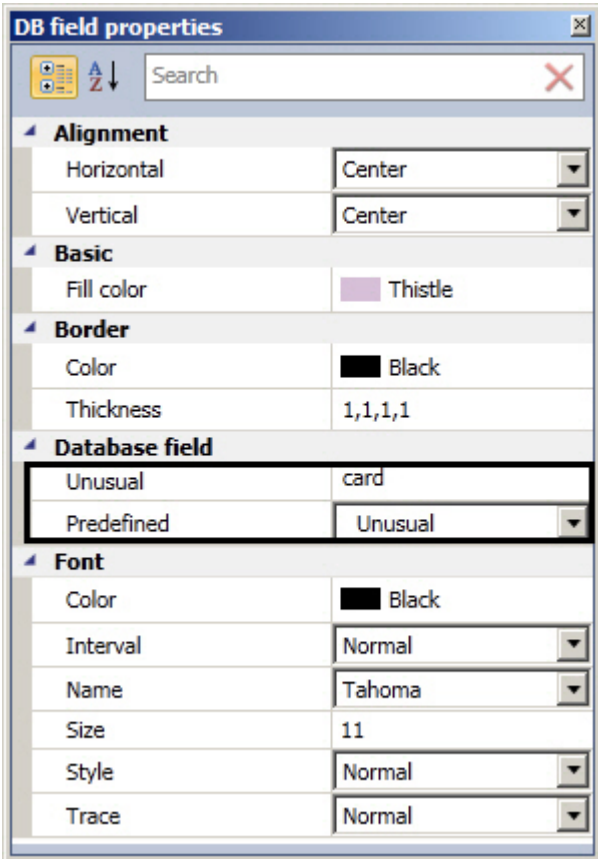 DB field properties
Search
Alignment
Horizontal Center
Vertical Center
Basic
Fill color Thistle
Border
Color Black
Thickness 1,1,1,1
Database field
Unusual card
Predefined Unusual
Font
Color Black
Interval Normal
Name Tahoma
Size 11
Style Normal
Trace Normal